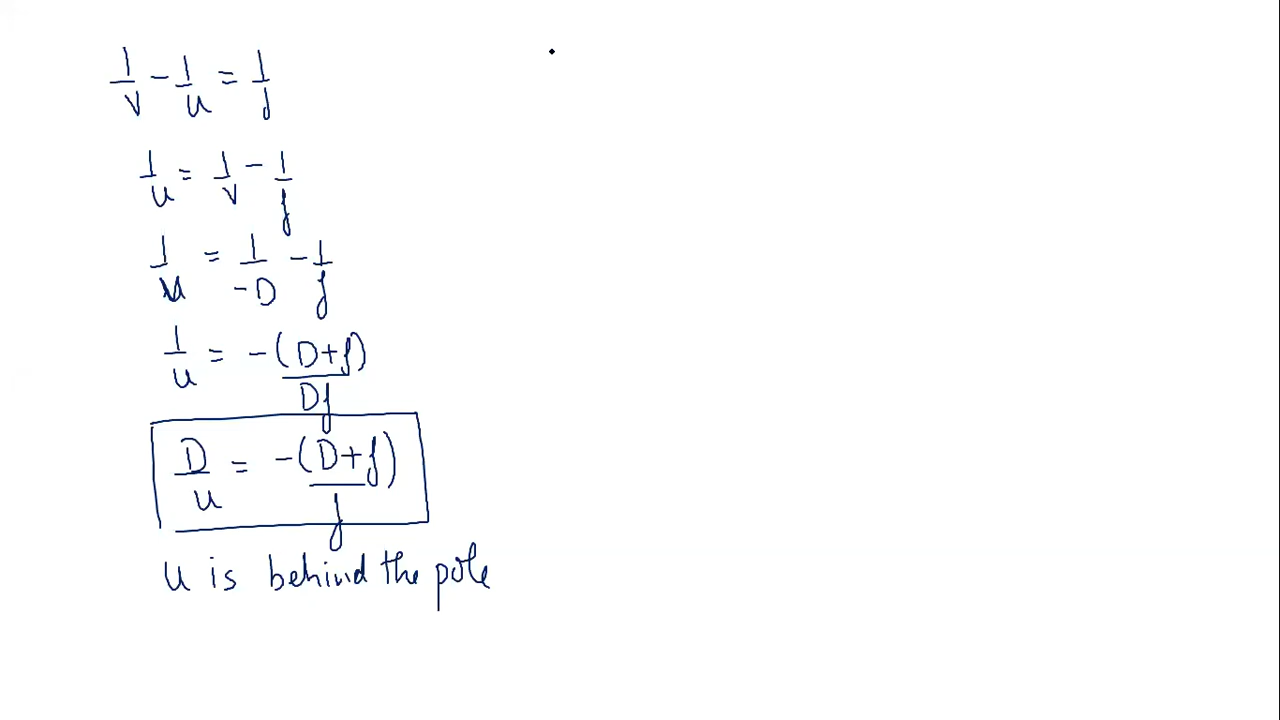 1/v - 1/u = 1/f
1/u = 1/v - 1/f
1/u = 1/-D - 1/f
1/u = -(D+f)/Df
D/u = -(D+f)/f
u is behind the pole